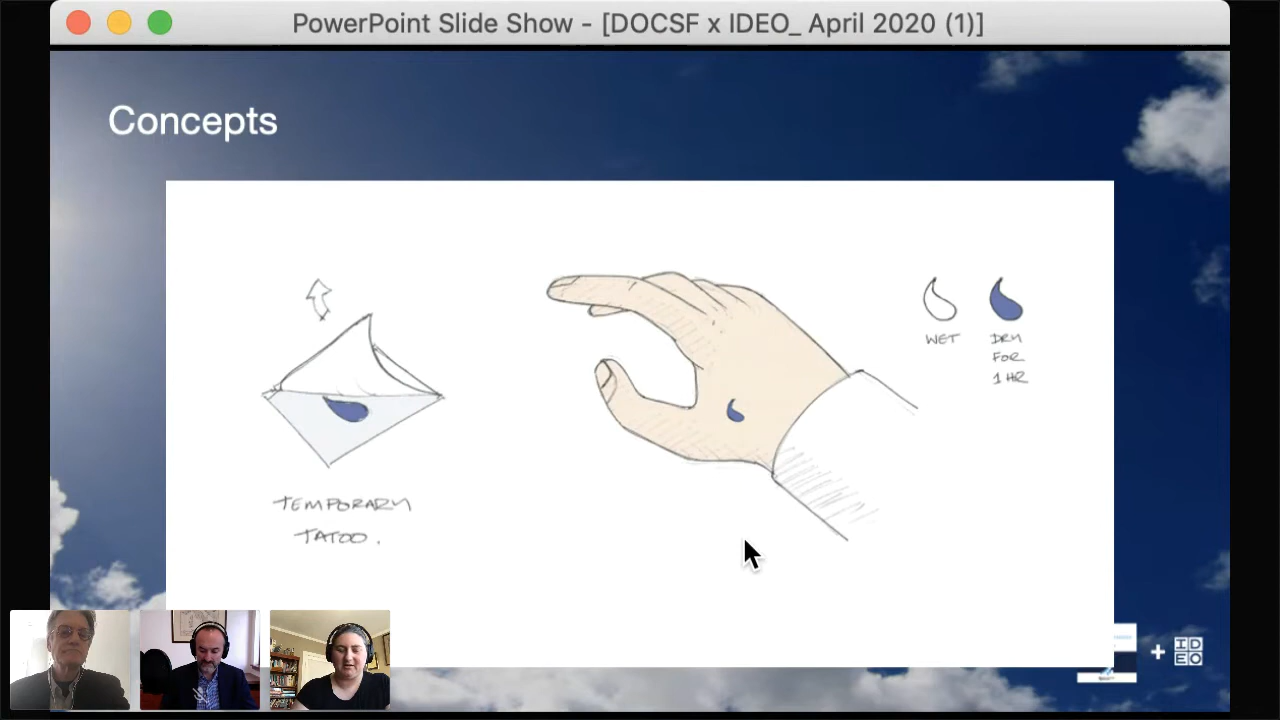 PowerPoint Slide Show - [DOCSF x IDEO_ April 2020 (1)]
Concepts
WET
DRY
FOR
1 HR
TEMPORARY
TATOO.
+ IDEO